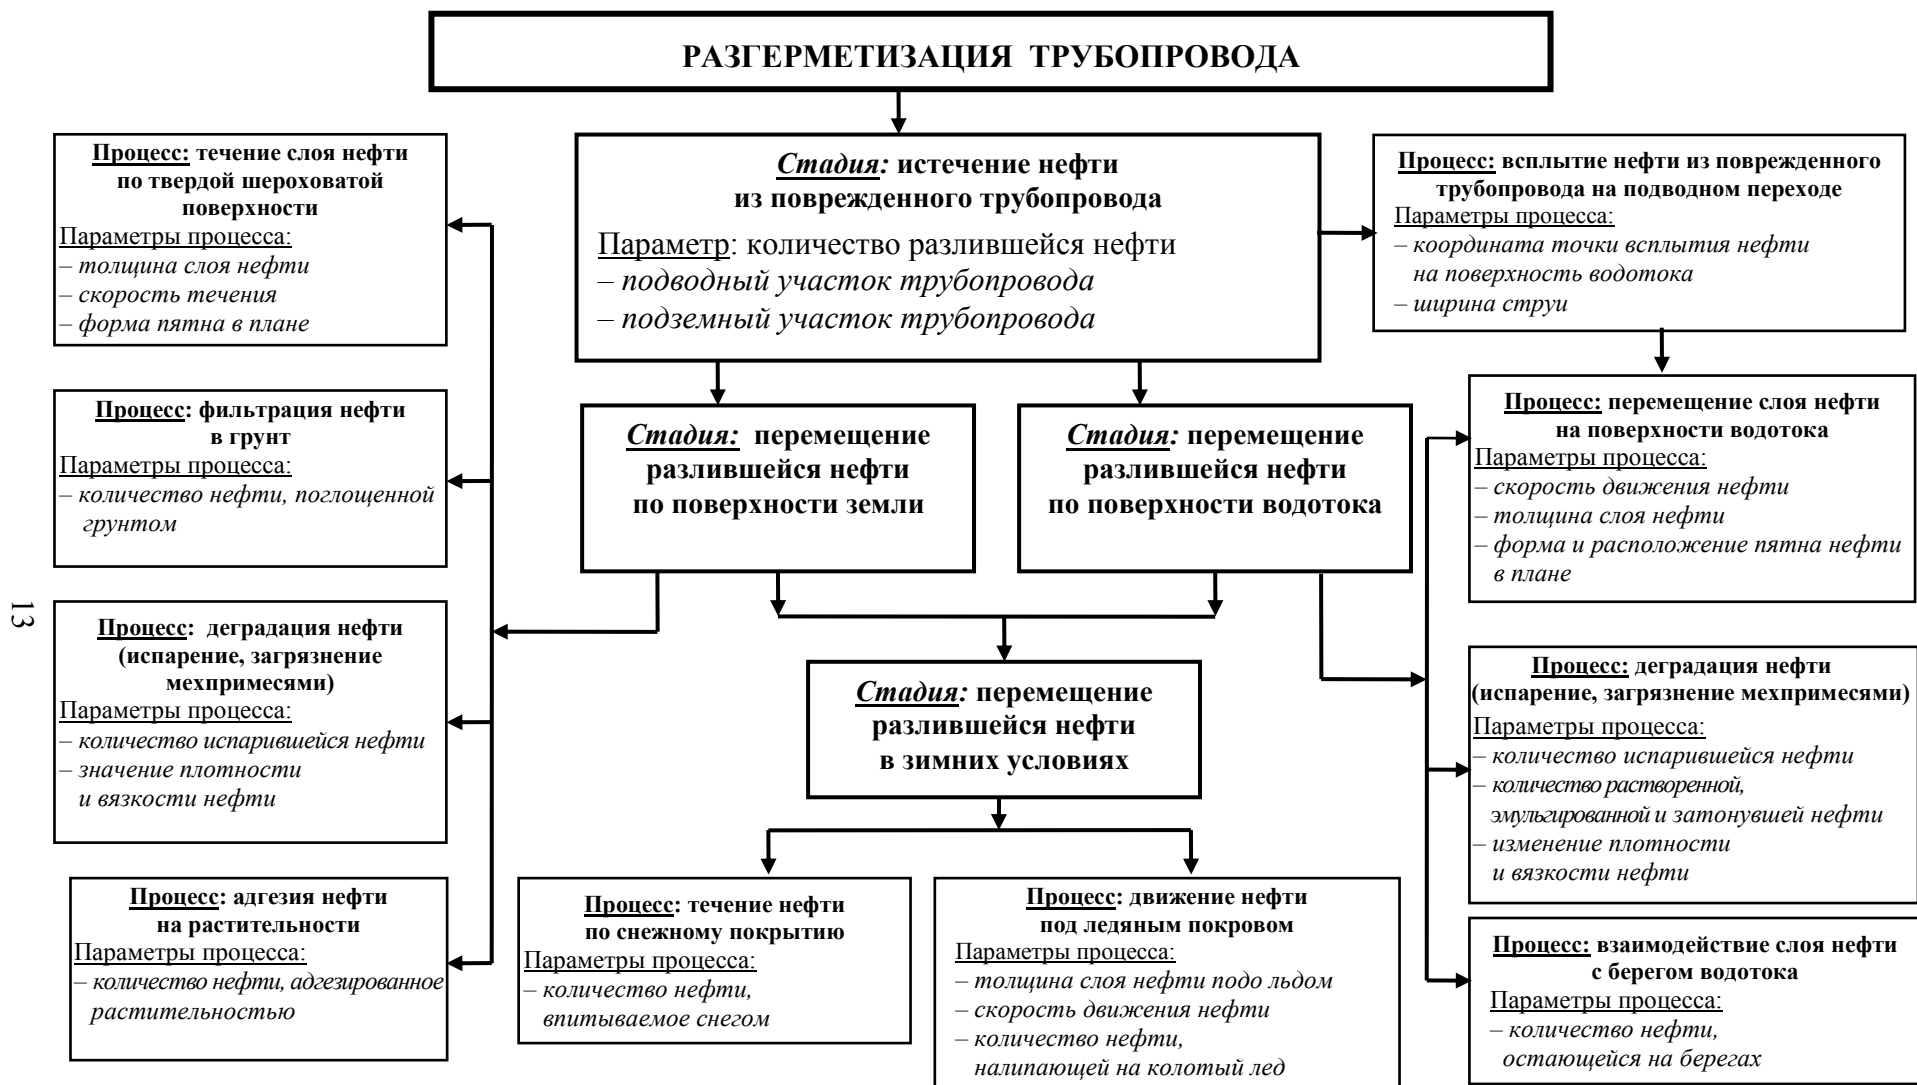 РАЗГЕРМЕТИЗАЦИЯ ТРУБОПРОВОДА
Стадия: истечение нефти
из поврежденного трубопровода
Параметр: количество разлившейся нефти
– подводный участок трубопровода
– подземный участок трубопровода
Процесс: течение слоя нефти
по твердой шероховатой
поверхности
Параметры процесса:
– толщина слоя нефти
– скорость течения
– форма пятна в плане
Процесс: всплытие нефти из поврежденного
трубопровода на подводном переходе
Параметры процесса:
– координата точки всплытия нефти
на поверхность водотока
– ширина струи
Процесс: фильтрация нефти
в грунт
Параметры процесса:
– количество нефти, поглощенной
грунтом
Стадия: перемещение
разлившейся нефти
по поверхности земли
Стадия: перемещение
разлившейся нефти
по поверхности водотока
Процесс: перемещение слоя нефти
на поверхности водотока
Параметры процесса:
– скорость движения нефти
– толщина слоя нефти
– форма и расположение пятна нефти
в плане
13
Процесс: деградация нефти
(испарение, загрязнение
мехпримесями)
Параметры процесса:
– количество испарившейся нефти
– значение плотности
и вязкости нефти
Стадия: перемещение
разлившейся нефти
в зимних условиях
Процесс: деградация нефти
(испарение, загрязнение мехпримесями)
Параметры процесса:
– количество испарившейся нефти
– количество растворенной,
эмульгированной и затонувшей нефти
– изменение плотности
и вязкости нефти
Процесс: адгезия нефти
на растительности
Параметры процесса:
– количество нефти, адгезированное
растительностью
Процесс: течение нефти
по снежному покрытию
Параметры процесса:
– количество нефти,
впитываемое снегом
Процесс: движение нефти
под ледяным покровом
Параметры процесса:
– толщина слоя нефти подо льдом
– скорость движения нефти
– количество нефти,
налипающей на колотый лед
Процесс: взаимодействие слоя нефти
с берегом водотока
Параметры процесса:
– количество нефти,
остающейся на берегах